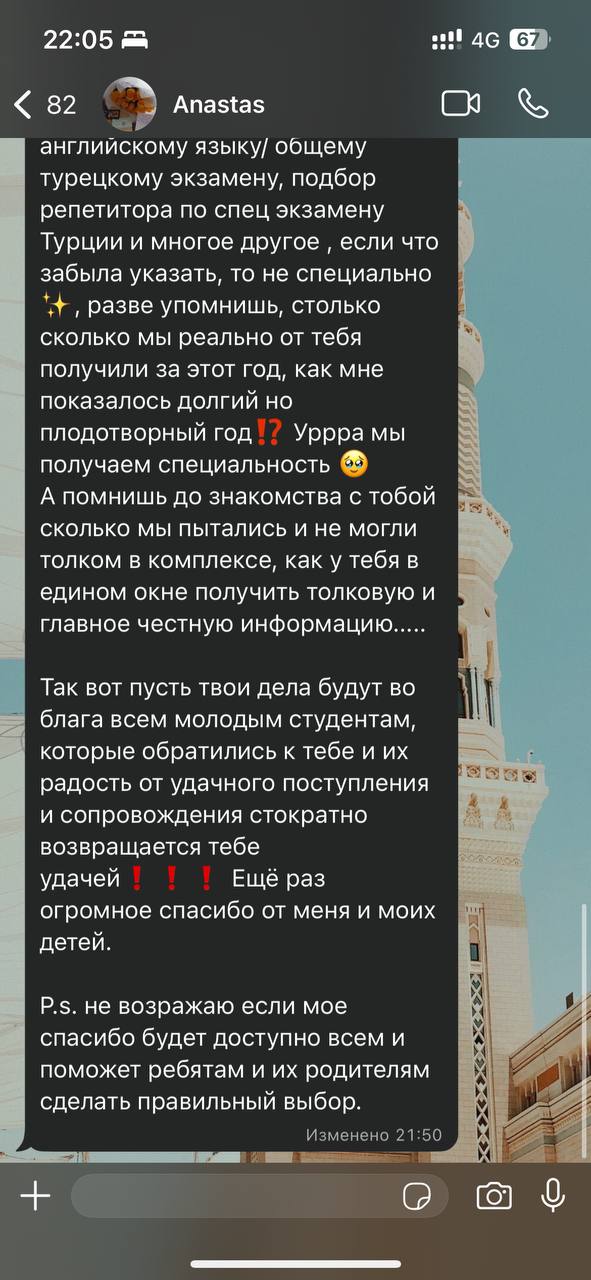 22:05
4G
67
82
Anastas
английскому языку/ общему
турецкому экзамену, подбор
репетитора по спец экзамену
Турции и многое другое , если что
забыла указать, то не специально
✨, разве упомнишь, столько
сколько мы реально от тебя
получили за этот год, как мне
показалось долгий но
плодотворный год⁉️ Уррра мы
получаем специальность 🥹
А помнишь до знакомства с тобой
сколько мы пытались и не могли
толком в комплексе, как у тебя в
едином окне получить толковую и
главное честную информацию.....
Так вот пусть твои дела будут во
блага всем молодым студентам,
которые обратились к тебе и их
радость от удачного поступления
и сопровождения стократно
возвращается тебе
удачей❗❗❗ Ещё раз
огромное спасибо от меня и моих
детей.
P.s. не возражаю если мое
спасибо будет доступно всем и
поможет ребятам и их родителям
сделать правильный выбор.
Изменено 21:50